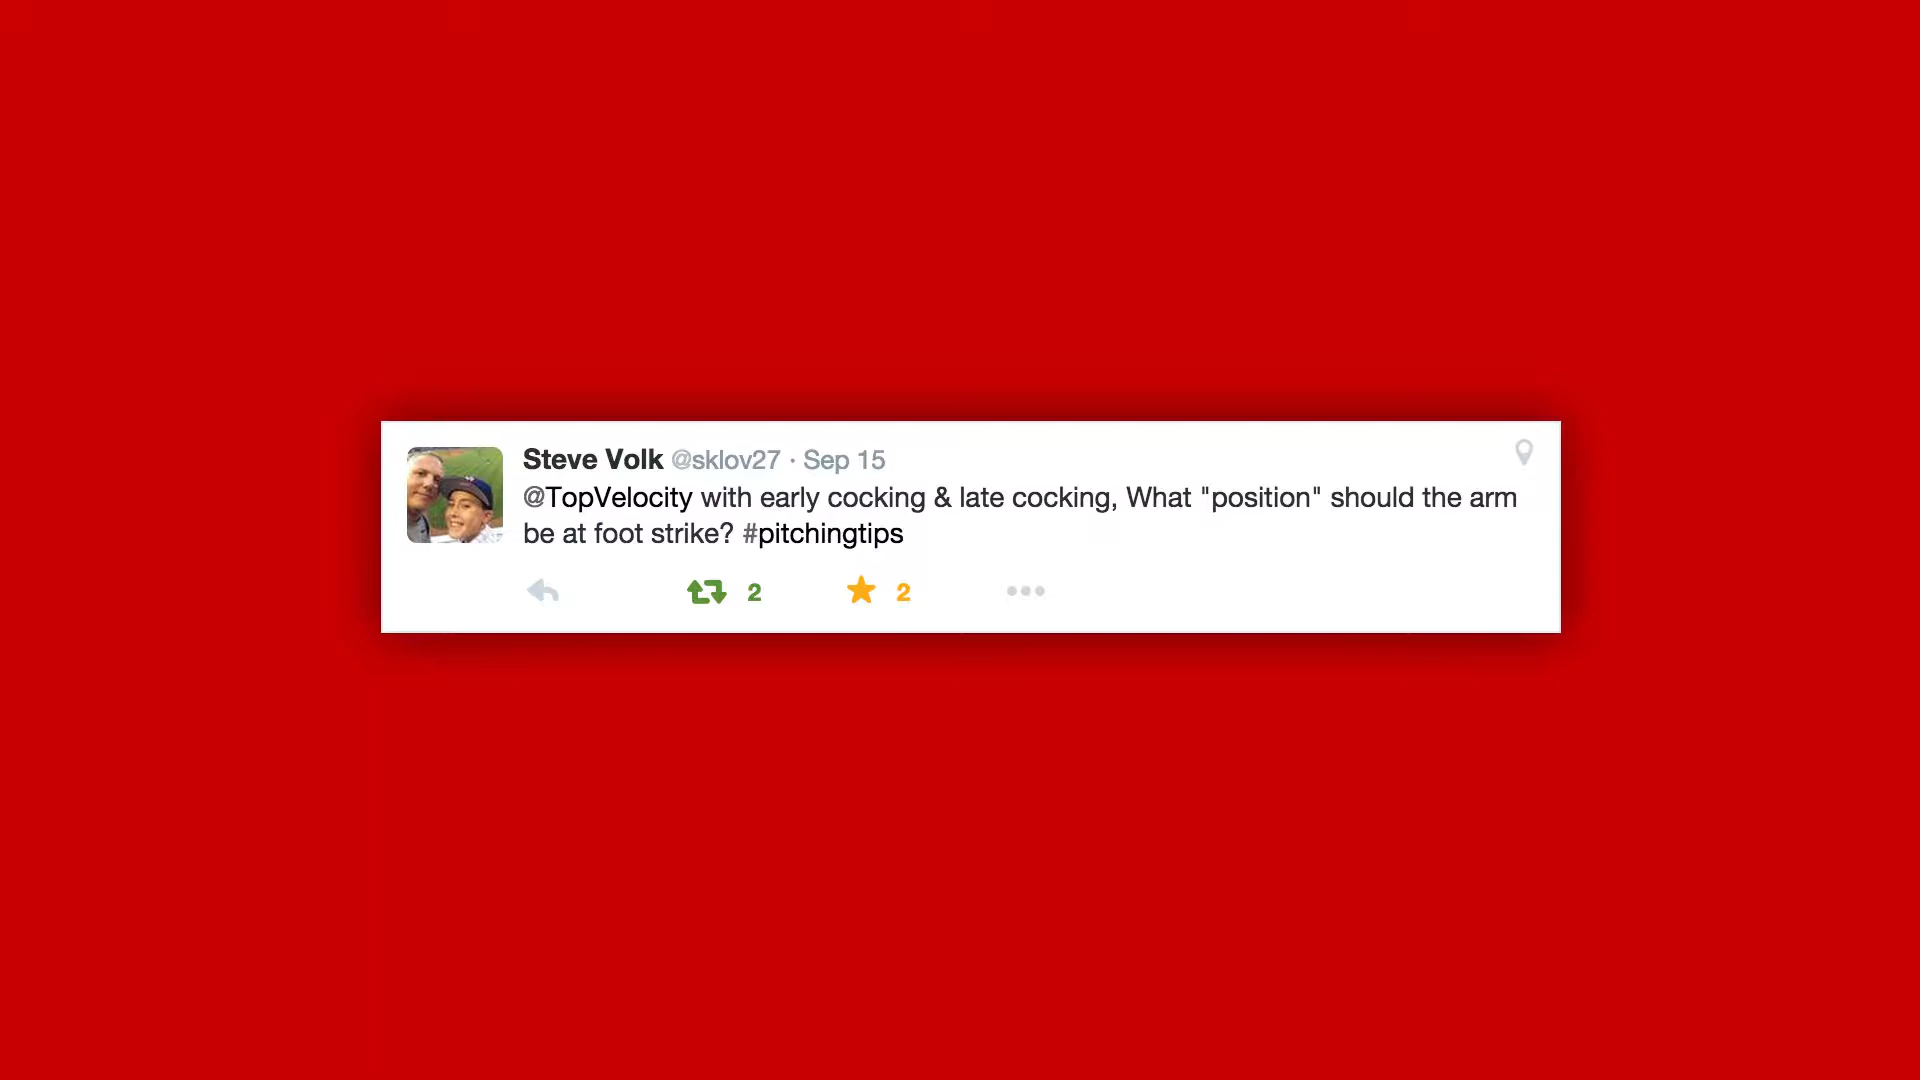 Steve Volk @sklov27 · Sep 15
@TopVelocity with early cocking & late cocking, What "position" should the arm
be at foot strike? #pitchingtips
2 2